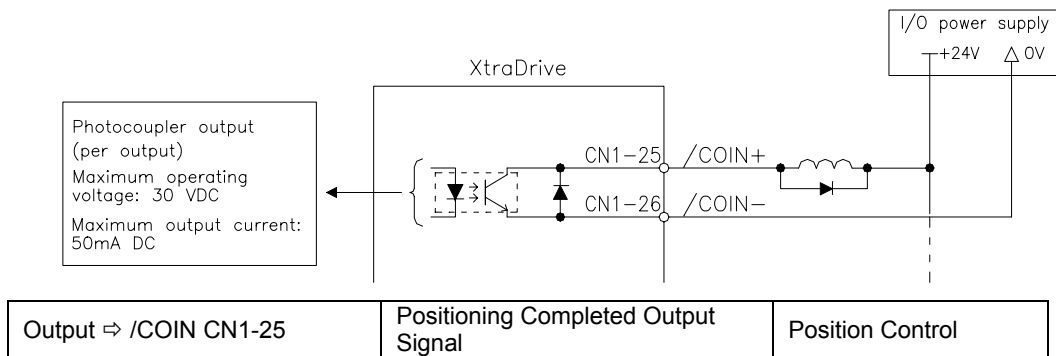 I/O power supply
+24V
0V
XtraDrive
Photocoupler output
(per output)
Maximum operating
voltage: 30 VDC
Maximum output current:
50mA DC
CN1-25
/COIN+
CN1-26
/COIN-
Output ⇨ /COIN CN1-25
Positioning Completed Output
Signal
Position Control